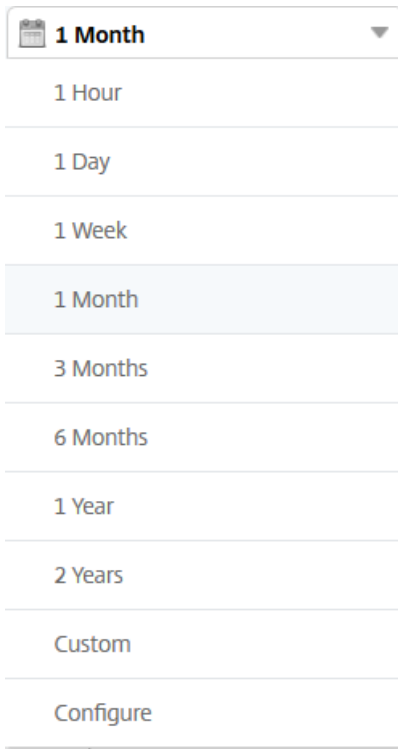 1 Month
1 Hour
1 Day
1 Week
1 Month
3 Months
6 Months
1 Year
2 Years
Custom
Configure